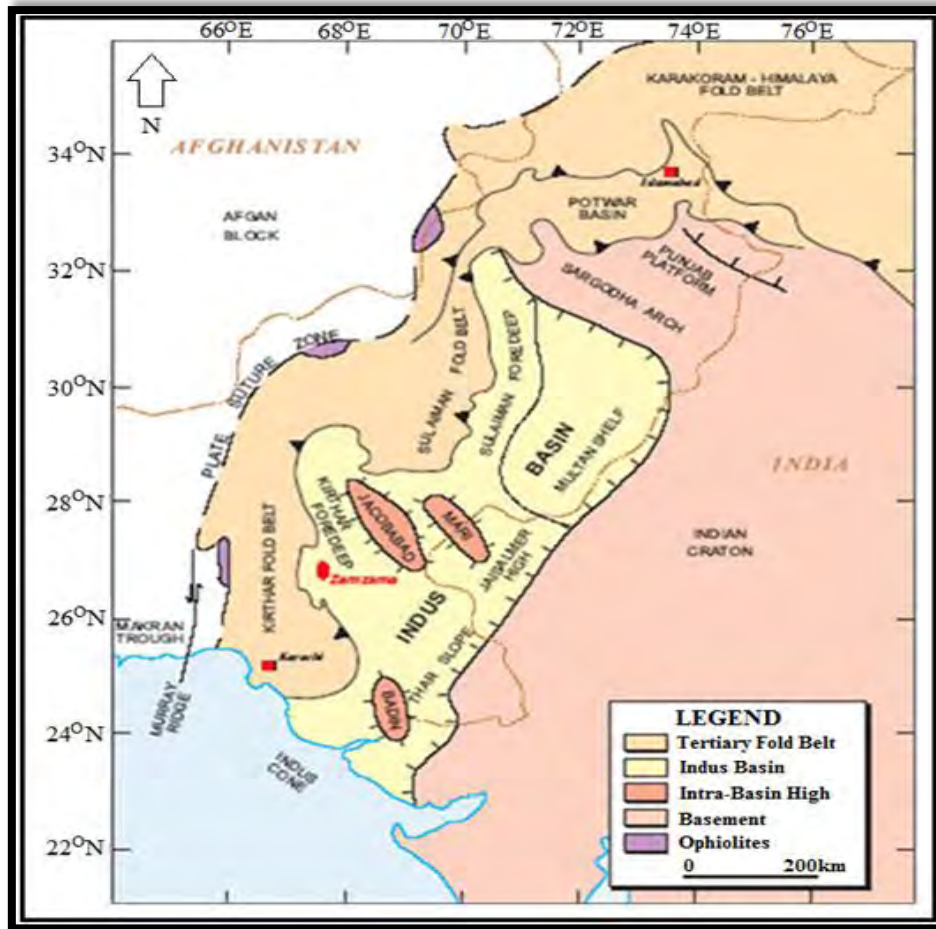 66°E 68°E 70°E 72°E 74°E 76°E
N
34°N
32°N
30°N
28°N
26°N
24°N
22°N
KARAKORAM - HIMALAYA
FOLD BELT
AFGHANISTAN
Islamabad
POTWAR
BASIN
AFGAN
BLOCK
PUNJAB
PLATFORM
SARGODHA ARCH
PLATE SUTURE ZONE
SULAIMAN FOLD BELT
SULAIMAN FOREDEEP
BASIN
MULTAN SHELF
INDIA
KIRTHAR
FOREDEEP
JACOBABAD
MARI
JAISALMER
HIGH
INDIAN
CRATON
KIRTHAR FOLD BELT
Zamzama
INDUS
MAKRAN
TROUGH
Karachi
THAR SLOPE
MURRAY
RIDGE
BADIN
INDUS
CONE
LEGEND
Tertiary Fold Belt
Indus Basin
Intra-Basin High
Basement
Ophiolites
0 200km